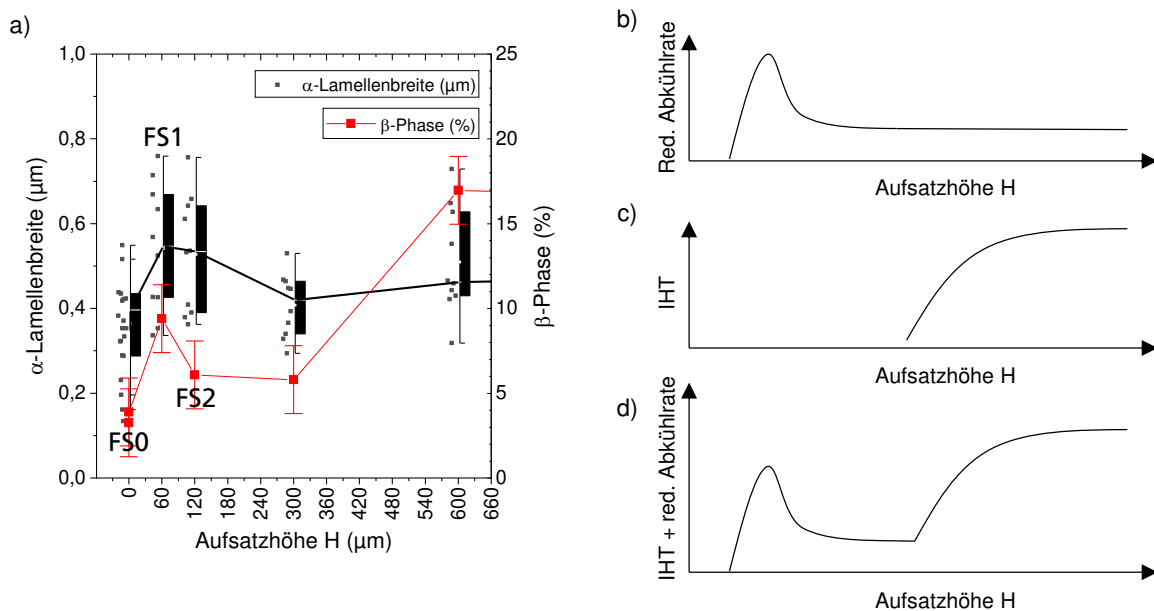 a)
1,0
0,8
0,6
0,4
0,2
0,0
α-Lamellenbreite (µm)
α-Lamellenbreite (µm)
β-Phase (%)
FS1
FS2
FS0
25
20
15
10
5
0
β-Phase (%)
0
60
120
180
240
300
360
420
480
540
600
660
Aufsatzhöhe H (µm)
b)
Red. Abkühlrate
Aufsatzhöhe H
c)
IHT
Aufsatzhöhe H
d)
IHT + red. Abkühlrate
Aufsatzhöhe H